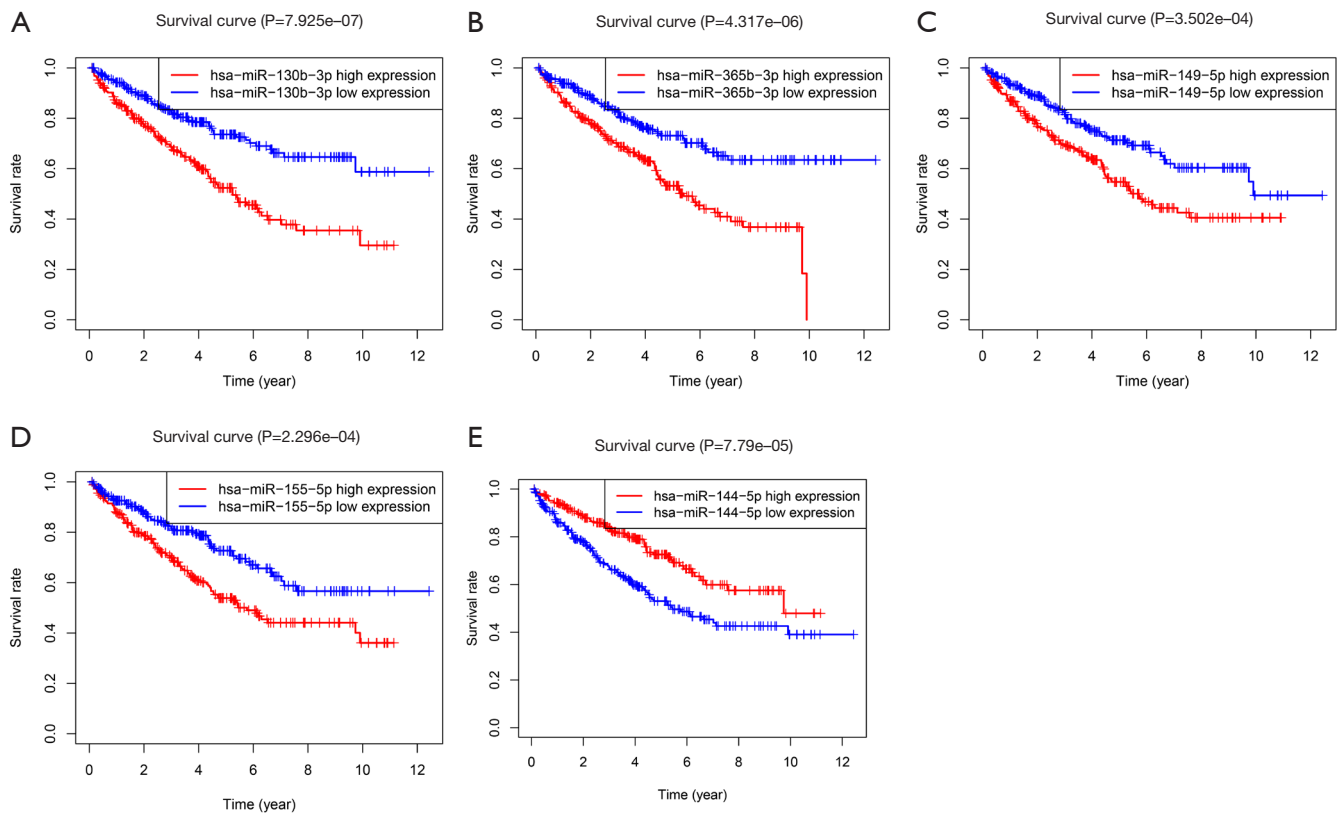 A
Survival curve (P=7.925e–07)
hsa−miR−130b−3p high expression
hsa−miR−130b−3p low expression
Survival rate
1.0
0.8
0.6
0.4
0.2
0.0
0 2 4 6 8 10 12
Time (year)
B
Survival curve (P=4.317e–06)
hsa−miR−365b−3p high expression
hsa−miR−365b−3p low expression
Survival rate
1.0
0.8
0.6
0.4
0.2
0.0
0 2 4 6 8 10 12
Time (year)
C
Survival curve (P=3.502e–04)
hsa−miR−149−5p high expression
hsa−miR−149−5p low expression
Survival rate
1.0
0.8
0.6
0.4
0.2
0.0
0 2 4 6 8 10 12
Time (year)
D
Survival curve (P=2.296e–04)
hsa−miR−155−5p high expression
hsa−miR−155−5p low expression
Survival rate
1.0
0.8
0.6
0.4
0.2
0.0
0 2 4 6 8 10 12
Time (year)
E
Survival curve (P=7.79e–05)
hsa−miR−144−5p high expression
hsa−miR−144−5p low expression
Survival rate
1.0
0.8
0.6
0.4
0.2
0.0
0 2 4 6 8 10 12
Time (year)